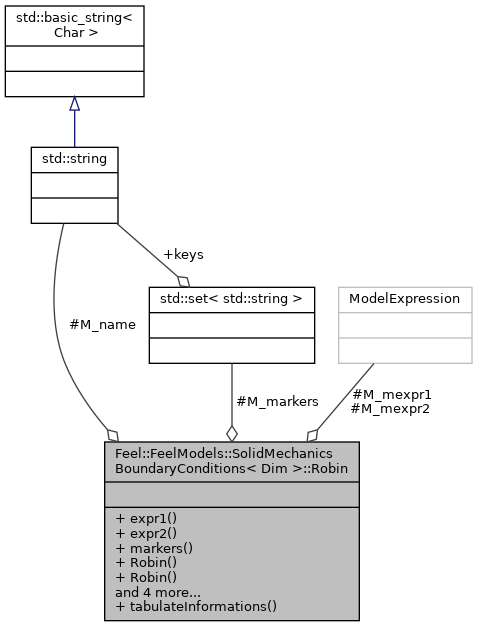 std::basic_string<
Char >
std::string
+keys
std::set< std::string >
ModelExpression
#M_name
#M_markers
#M_mexpr1
#M_mexpr2
Feel::FeelModels::SolidMechanics
BoundaryConditions< Dim >::Robin
+ expr1()
+ expr2()
+ markers()
+ Robin()
+ Robin()
and 4 more...
+ tabulateInformations()